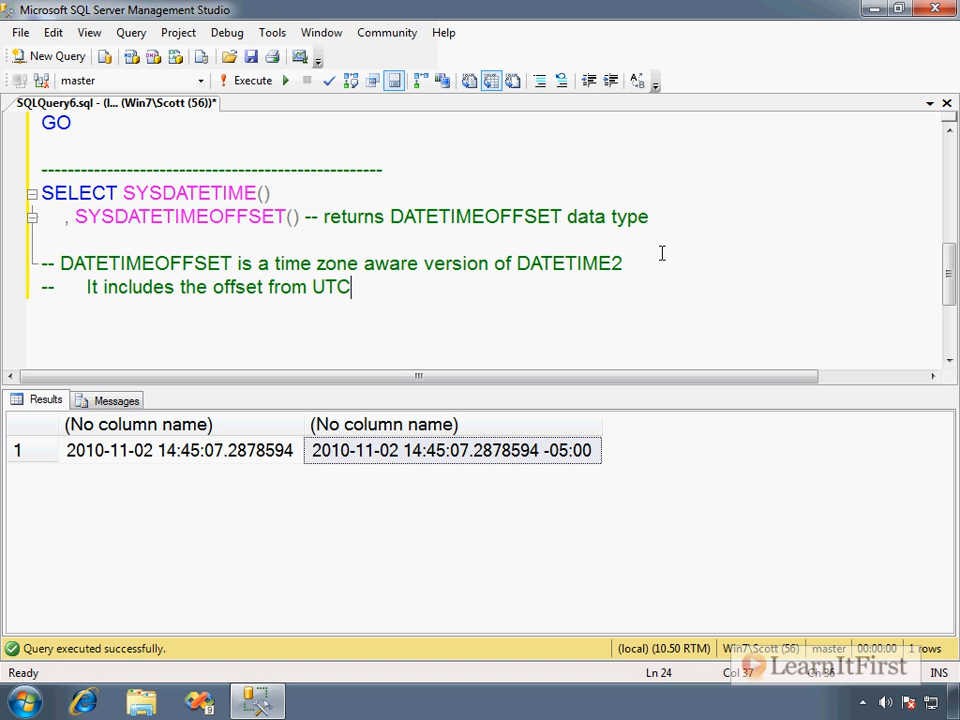 Microsoft SQL Server Management Studio
File Edit View Query Project Debug Tools Window Community Help
New Query
master Execute
SQLQuery6.sql - (l... (Win7\Scott (56))*
GO
--------------------------------------------------
SELECT SYSDATETIME()
, SYSDATETIMEOFFSET() -- returns DATETIMEOFFSET data type
-- DATETIMEOFFSET is a time zone aware version of DATETIME2
-- It includes the offset from UTC
Results Messages
(No column name) (No column name)
1 2010-11-02 14:45:07.2878594 2010-11-02 14:45:07.2878594 -05:00
Query executed successfully. (local) (10.50 RTM) Win7\Scott (56) master 00:00:00 1 rows
Ready Ln 24 Col 37 Ch 36 INS
LearnItFirst